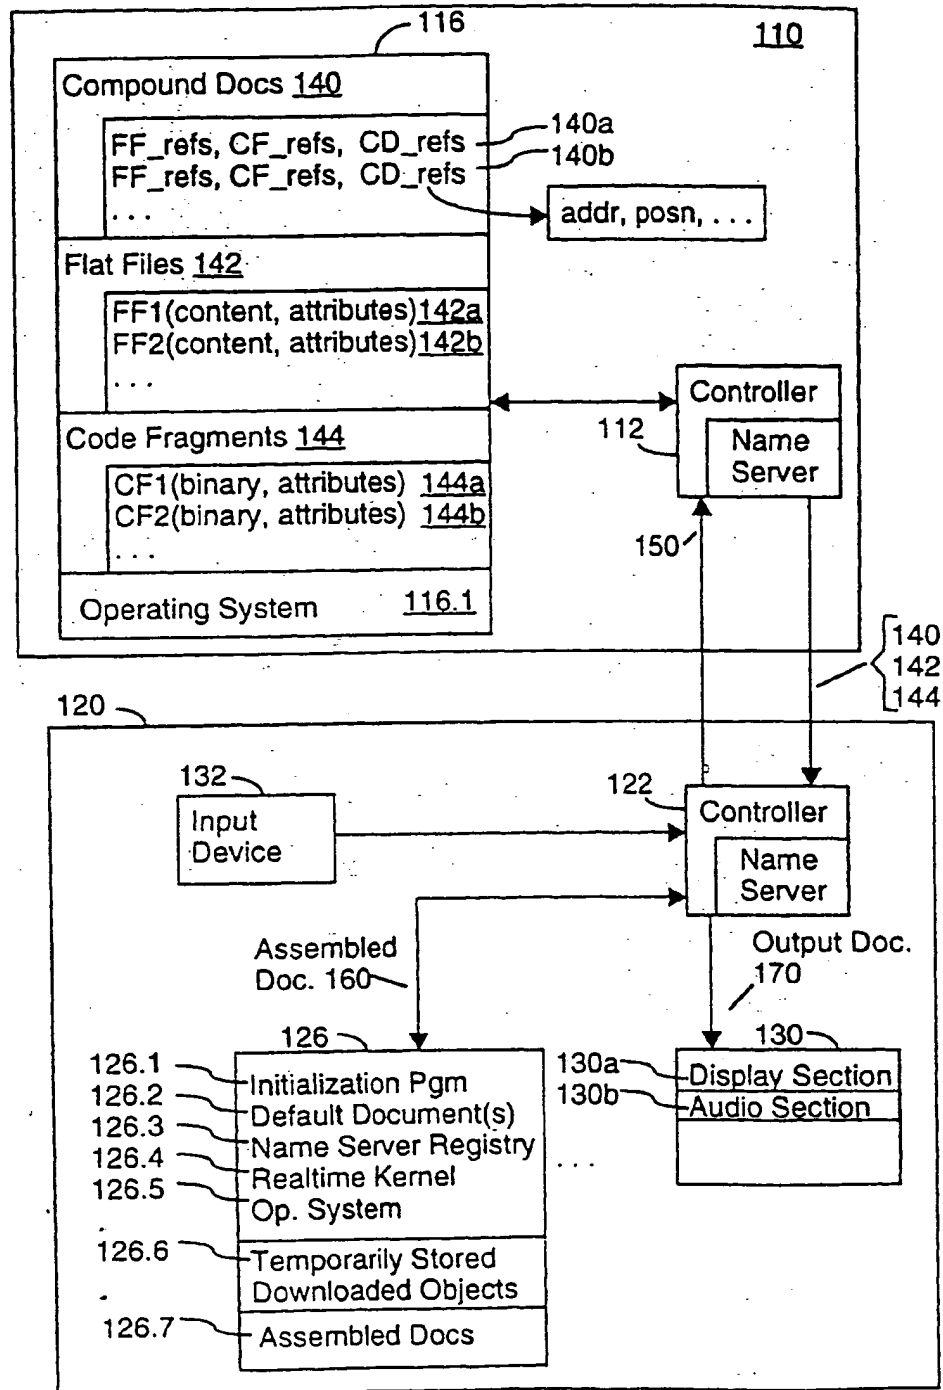 116
110
Compound Docs 140
FF_refs, CF_refs, CD_refs
140a
FF_refs, CF_refs, CD_refs
140b
. . .
addr, posn, . . .
Flat Files 142
FF1(content, attributes)142a
FF2(content, attributes)142b
. . .
Controller
112
Name
Server
Code Fragments 144
CF1(binary, attributes) 144a
CF2(binary, attributes) 144b
. . .
150
Operating System 116.1
140
142
144
120
132
Input
Device
122
Controller
Name
Server
Assembled
Doc. 160
Output Doc.
170
126
130
126.1
Initialization Pgm
126.2
Default Document(s)
126.3
Name Server Registry
126.4
Realtime Kernel
126.5
Op. System
. . .
130a
Display Section
130b
Audio Section
126.6
Temporarily Stored
Downloaded Objects
126.7
Assembled Docs